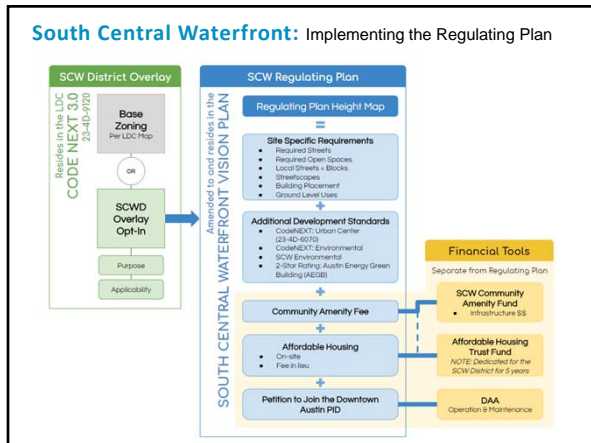 South Central Waterfront: Implementing the Regulating Plan
SCW District Overlay
Resides in the LDC
CODE NEXT 3.0
23-4D-9120
Base
Zoning
Per LDC Map
OR
SCWD
Overlay
Opt-In
Purpose
Applicability
SCW Regulating Plan
Amended to and resides in the
SOUTH CENTRAL WATERFRONT VISION PLAN
Regulating Plan Height Map
=
Site Specific Requirements
● Required Streets
● Required Open Spaces
● Local Streets + Blocks
● Streetscapes
● Building Placement
● Ground Level Uses
+
Additional Development Standards
● CodeNEXT: Urban Center
(23-4D-6070)
● CodeNEXT: Environmental
● SCW Environmental
● 2-Star Rating: Austin Energy Green
Building (AEGB)
+
Community Amenity Fee
+
Affordable Housing
● On-site
● Fee in lieu
+
Petition to Join the Downtown
Austin PID
Financial Tools
Separate from Regulating Plan
SCW Community
Amenity Fund
● Infrastructure $$
Affordable Housing
Trust Fund
NOTE: Dedicated for the
SCW District for 5 years
DAA
Operation & Maintenance